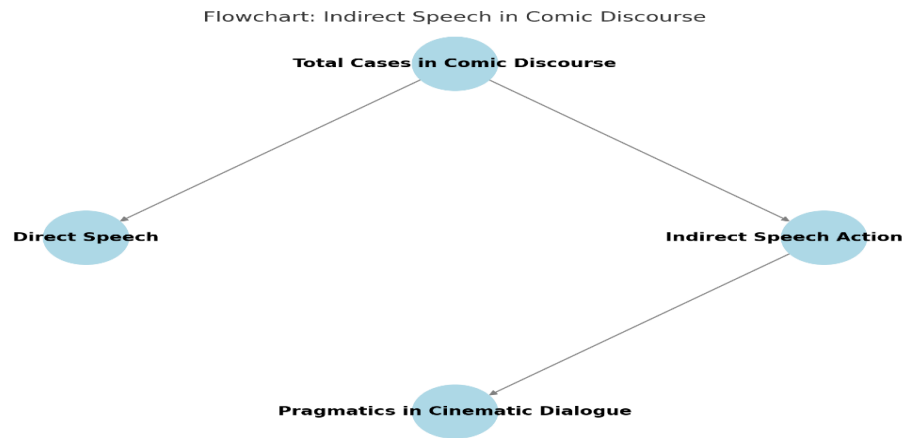 Flowchart: Indirect Speech in Comic Discourse
Total Cases in Comic Discourse
Direct Speech
Indirect Speech Action
Pragmatics in Cinematic Dialogue